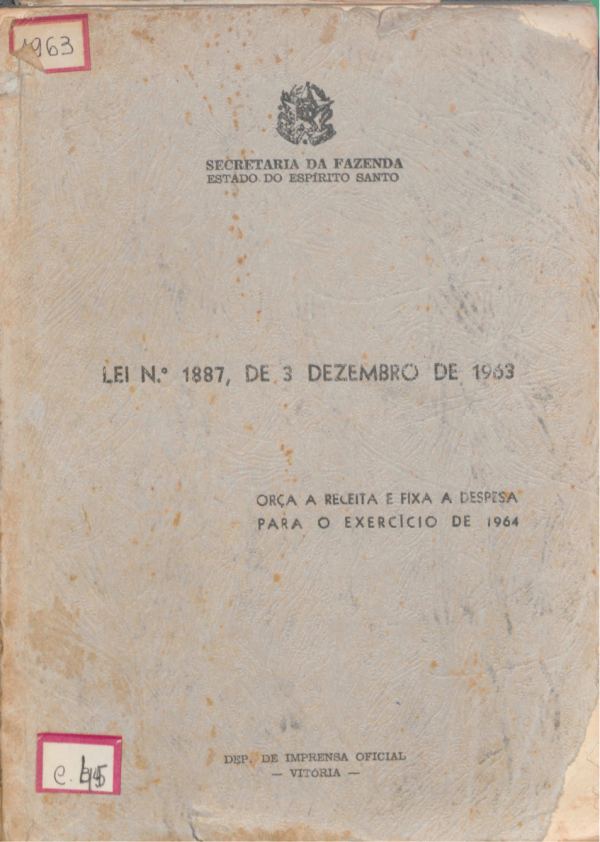 1963
SECRETARIA DA FAZENDA
ESTADO DO ESPÍRITO SANTO
LEI N.º 1887, DE 3 DEZEMBRO DE 1963
ORÇA A RECEITA E FIXA A DESPESA
PARA O EXERCÍCIO DE 1964
DEP. DE IMPRENSA OFICIAL
— VITÓRIA —